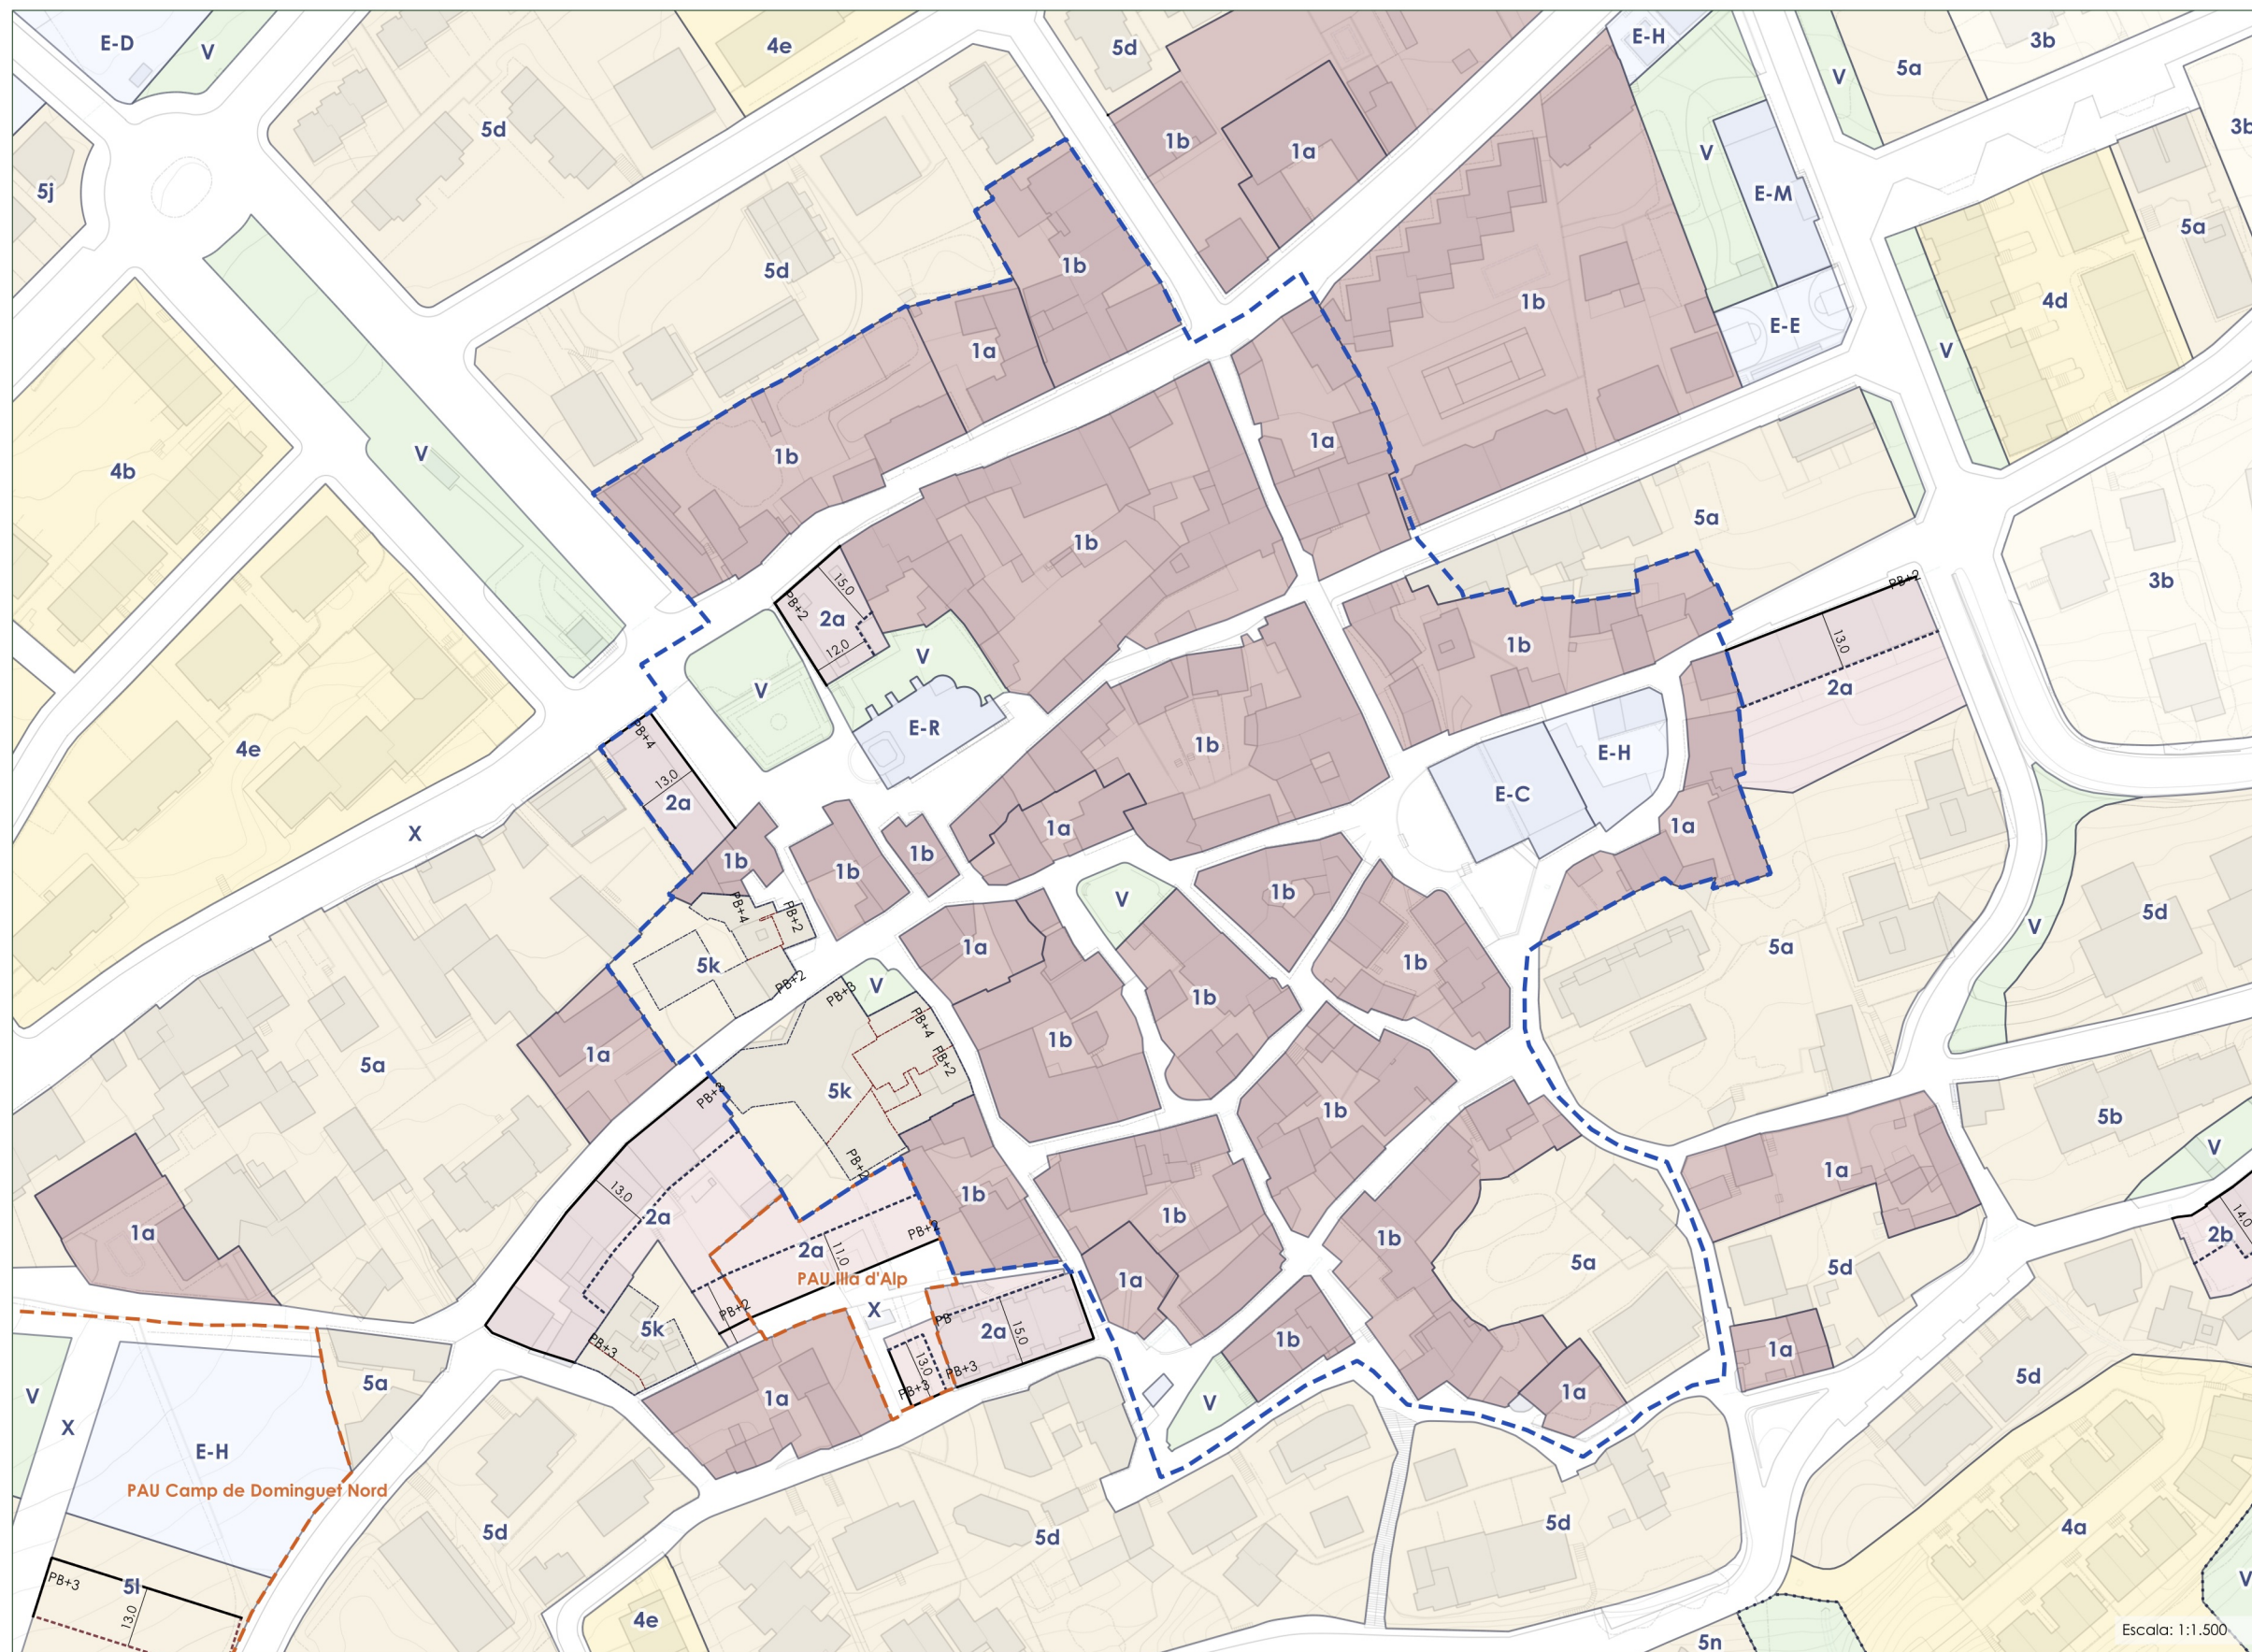 E-D
V
4e
5d
E-H
V
5a
3b
5d
5j
1b
1a
V
E-M
3b
5d
1b
5a
1b
4d
E-E
1a
V
1a
4b
V
1b
1b
5a
15.0
PB+2
2a
12.0
V
V
1b
PB+2
13.0
2a
3b
E-R
4e
PB+4
13.0
2a
1b
E-H
E-C
X
1b
1b
1b
1a
1a
V
1b
PB+4
PB+2
5k
PB+2
1a
1b
5a
V
5d
PB+3
V
1b
PB+4
PB+2
1a
5a
1b
5k
1b
5b
V
PB+2
1a
1a
13.0
2a
1b
1b
1b
5a
5d
14.0
2b
2a
11.0
PAU Illa d'Alp
X
PB+2
1a
PB
2a
15.0
5k
PB+3
13.0
PB+3
PB+3
1b
1a
V
X
5a
1a
V
1a
5d
E-H
PAU Camp de Dominguet Nord
5d
5d
5d
4a
PB+3
5l
13.0
4e
V
5n
Escala: 1:1.500